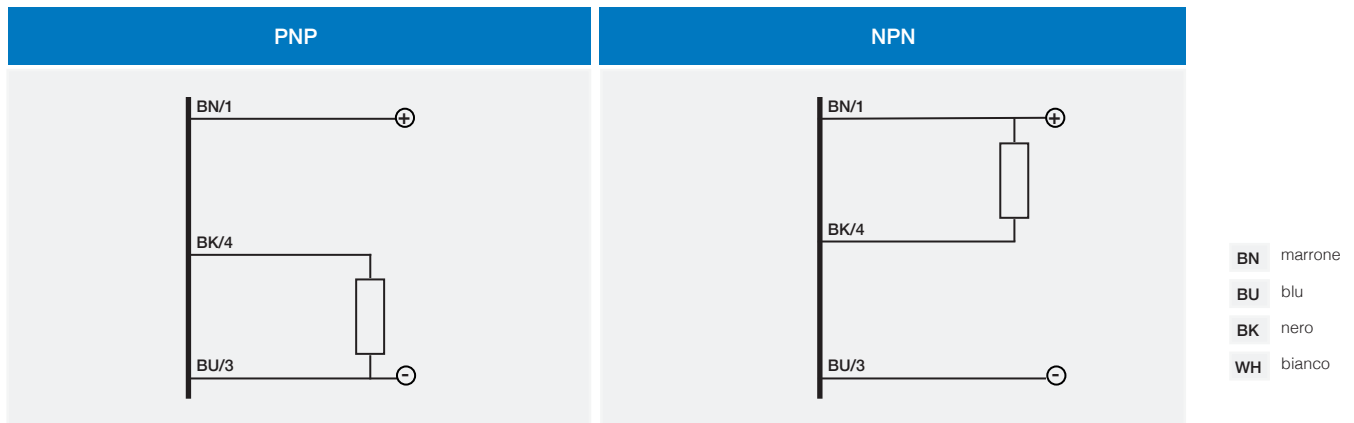 PNP
NPN
BN/1
+
BK/4
BU/3
-
BN/1
+
BK/4
BU/3
-
BN marrone
BU blu
BK nero
WH bianco